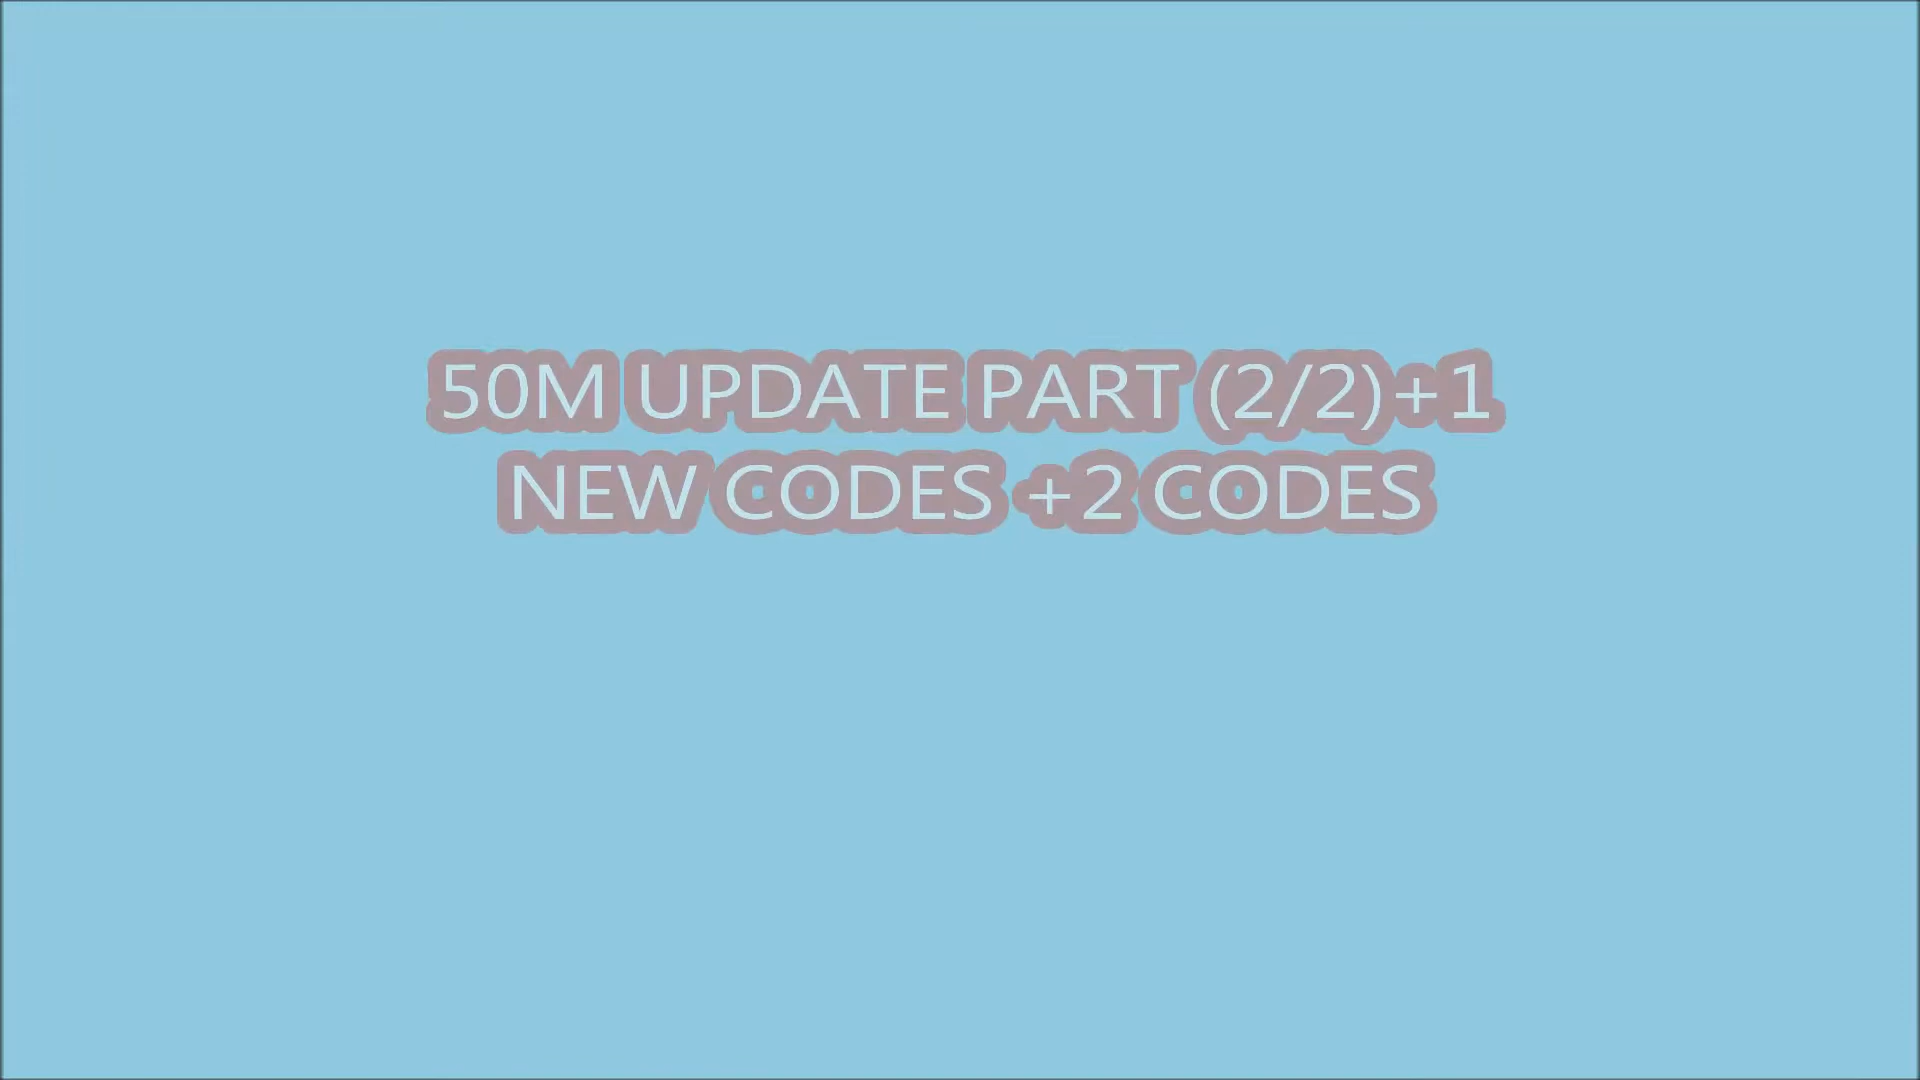 50M UPDATE PART (2/2)+1
NEW CODES +2 CODES